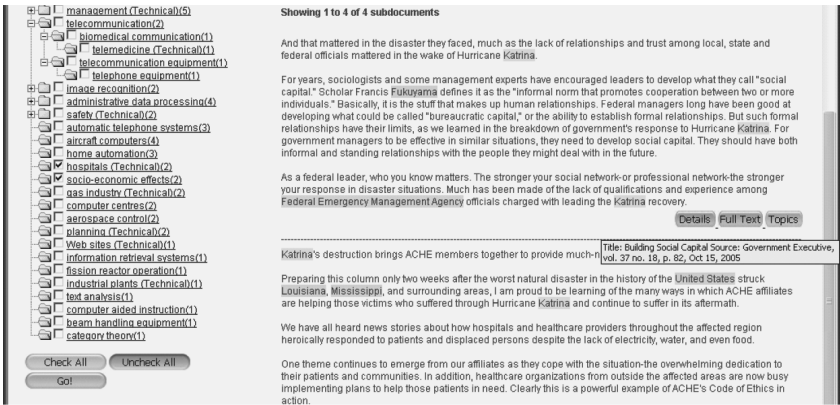 management (Technical)(5)
telecommunication(2)
biomedical communication(1)
telemedicine (Technical)(1)
telecommunication equipment(1)
telephone equipment(1)
image recognition(2)
administrative data processing(4)
safety (Technical)(2)
automatic telephone systems(3)
aircraft computers(4)
home automation(3)
hospitals (Technical)(2)
socio-economic effects(2)
gas industry (Technical)(2)
computer centres(2)
aerospace control(2)
planning (Technical)(2)
Web sites (Technical)(1)
information retrieval systems(1)
fission reactor operation(1)
industrial plants (Technical)(1)
text analysis(1)
computer aided instruction(1)
beam handling equipment(1)
category theory(1)
Check All Uncheck All
Go!
Showing 1 to 4 of 4 subdocuments
And that mattered in the disaster they faced, much as the lack of relationships and trust among local, state and
federal officials mattered in the wake of Hurricane Katrina.
For years, sociologists and some management experts have encouraged leaders to develop what they call "social
capital." Scholar Francis Fukuyama defines it as the "informal norm that promotes cooperation between two or more
individuals." Basically, it is the stuff that makes up human relationships. Federal managers long have been good at
developing what could be called "bureaucratic capital," or the ability to establish formal relationships. But such formal
relationships have their limits, as we learned in the breakdown of government's response to Hurricane Katrina. For
government managers to be effective in similar situations, they need to develop social capital. They should have both
informal and standing relationships with the people they might deal with in the future.
As a federal leader, who you know matters. The stronger your social network-or professional network-the stronger
your response in disaster situations. Much has been made of the lack of qualifications and experience among
Federal Emergency Management Agency officials charged with leading the Katrina recovery.
Details Full Text Topics
Title: Building Social Capital Source: Government Executive,
vol. 37 no. 18, p. 82, Oct 15, 2005
Katrina's destruction brings ACHE members together to provide much-n
Preparing this column only two weeks after the worst natural disaster in the history of the United States struck
Louisiana, Mississippi, and surrounding areas, I am proud to be learning of the many ways in which ACHE affiliates
are helping those victims who suffered through Hurricane Katrina and continue to suffer in its aftermath.
We have all heard news stories about how hospitals and healthcare providers throughout the affected region
heroically responded to patients and displaced persons despite the lack of electricity, water, and even food.
One theme continues to emerge from our affiliates as they cope with the situation-the overwhelming dedication to
their patients and communities. In addition, healthcare organizations from outside the affected areas are now busy
implementing plans to help those patients in need. Clearly this is a powerful example of ACHE's Code of Ethics in
action.